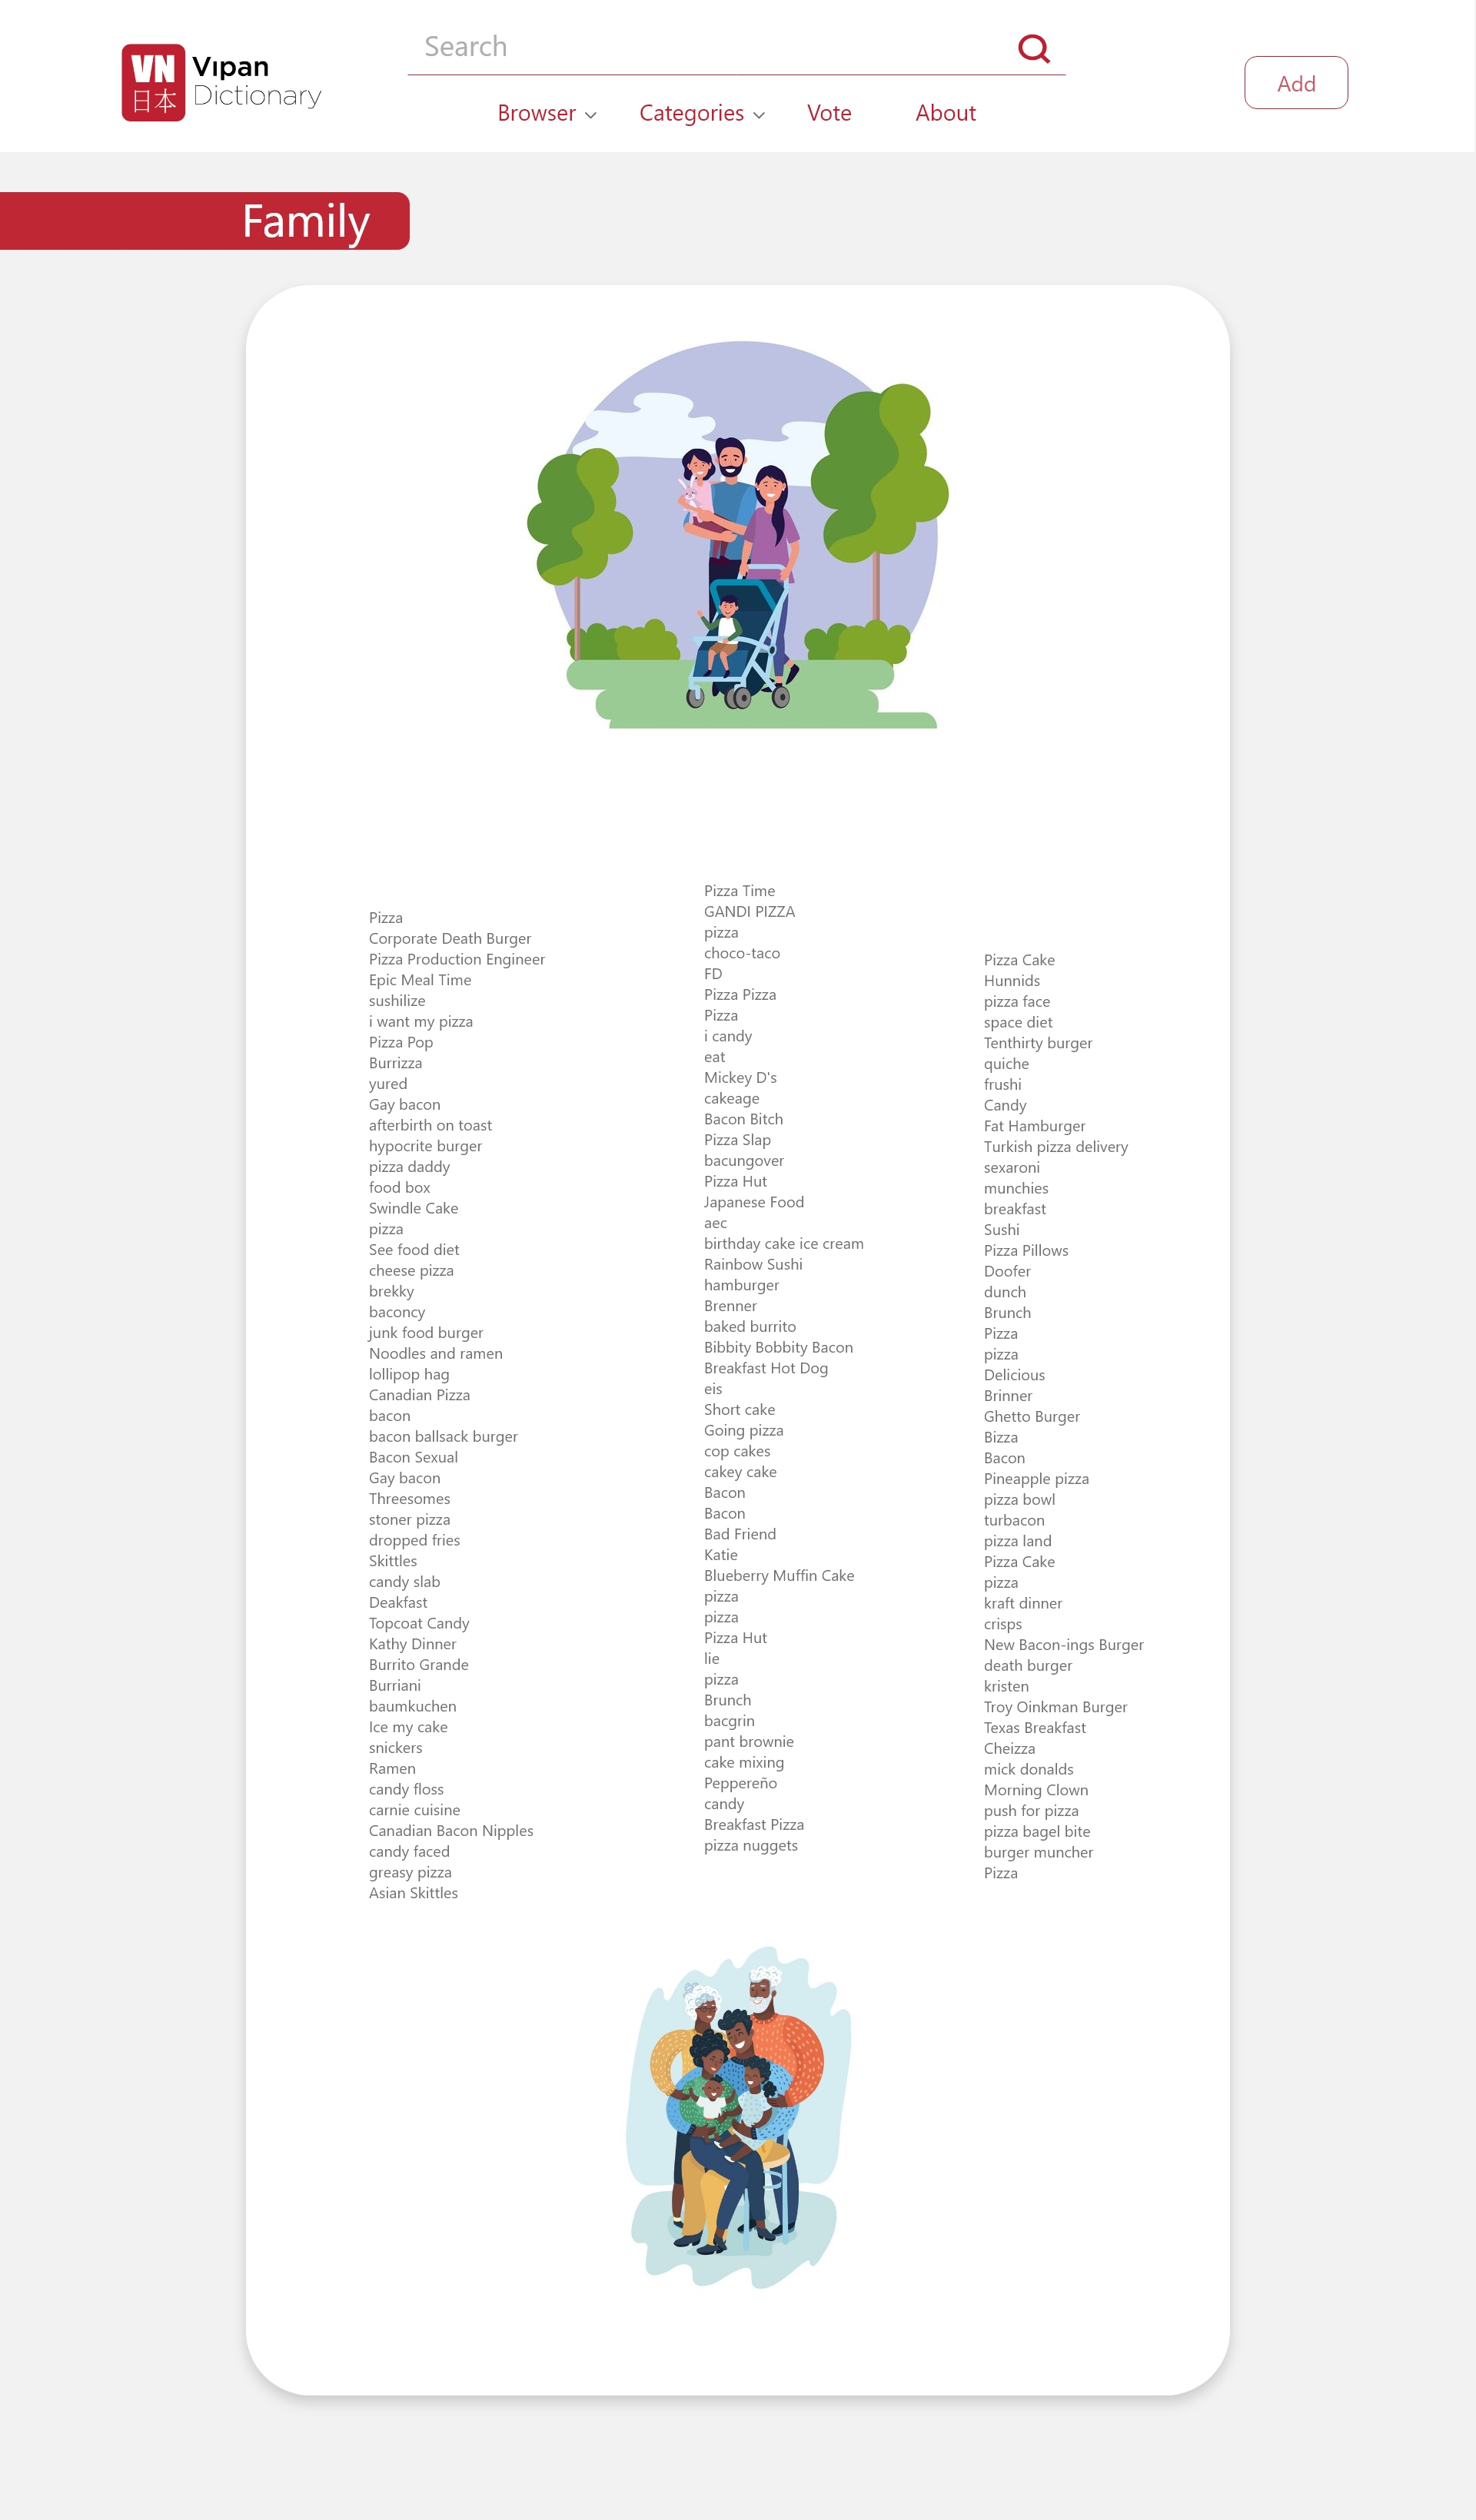 Search
VN
日本
Vipan
Dictionary
Add
Browser
Categories
Vote
About
Family
Pizza
Corporate Death Burger
Pizza Production Engineer
Epic Meal Time
sushilize
i want my pizza
Pizza Pop
Burrizza
yured
Gay bacon
afterbirth on toast
hypocrite burger
pizza daddy
food box
Swindle Cake
pizza
See food diet
cheese pizza
brekky
baconcy
junk food burger
Noodles and ramen
lollipop hag
Canadian Pizza
bacon
bacon ballsack burger
Bacon Sexual
Gay bacon
Threesomes
stoner pizza
dropped fries
Skittles
candy slab
Deakfast
Topcoat Candy
Kathy Dinner
Burrito Grande
Burriani
baumkuchen
Ice my cake
snickers
Ramen
candy floss
carnie cuisine
Canadian Bacon Nipples
candy faced
greasy pizza
Asian Skittles
Pizza Time
GANDI PIZZA
pizza
choco-taco
FD
Pizza Pizza
Pizza
i candy
eat
Mickey D's
cakeage
Bacon Bitch
Pizza Slap
bacungover
Pizza Hut
Japanese Food
aec
birthday cake ice cream
Rainbow Sushi
hamburger
Brenner
baked burrito
Bibbity Bobbity Bacon
Breakfast Hot Dog
eis
Short cake
Going pizza
cop cakes
cakey cake
Bacon
Bacon
Bad Friend
Katie
Blueberry Muffin Cake
pizza
pizza
Pizza Hut
lie
pizza
Brunch
bacgrin
pant brownie
cake mixing
Peppereño
candy
Breakfast Pizza
pizza nuggets
Pizza Cake
Hunnids
pizza face
space diet
Tenthirty burger
quiche
frushi
Candy
Fat Hamburger
Turkish pizza delivery
sexaroni
munchies
breakfast
Sushi
Pizza Pillows
Doofer
dunch
Brunch
Pizza
pizza
Delicious
Brinner
Ghetto Burger
Bizza
Bacon
Pineapple pizza
pizza bowl
turbacon
pizza land
Pizza Cake
pizza
kraft dinner
crisps
New Bacon-ings Burger
death burger
kristen
Troy Oinkman Burger
Texas Breakfast
Cheizza
mick donalds
Morning Clown
push for pizza
pizza bagel bite
burger muncher
Pizza